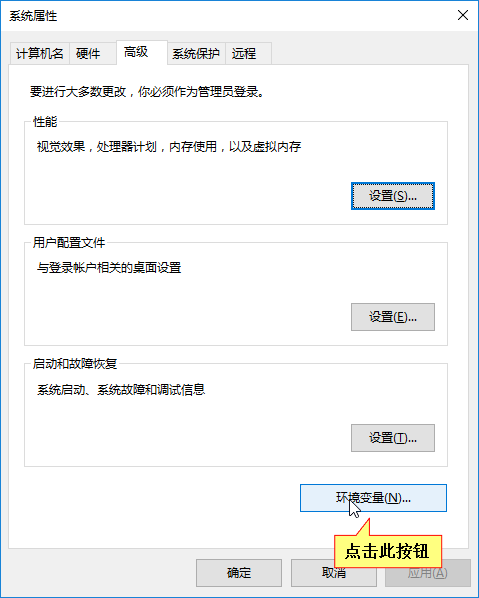 系统属性
计算机名 硬件 高级 系统保护 远程
要进行大多数更改，你必须作为管理员登录。
性能
视觉效果，处理器计划，内存使用，以及虚拟内存
设置(S)...
用户配置文件
与登录帐户相关的桌面设置
设置(E)...
启动和故障恢复
系统启动、系统故障和调试信息
设置(T)...
环境变量(N)...
点击此按钮
确定 取消 应用(A)